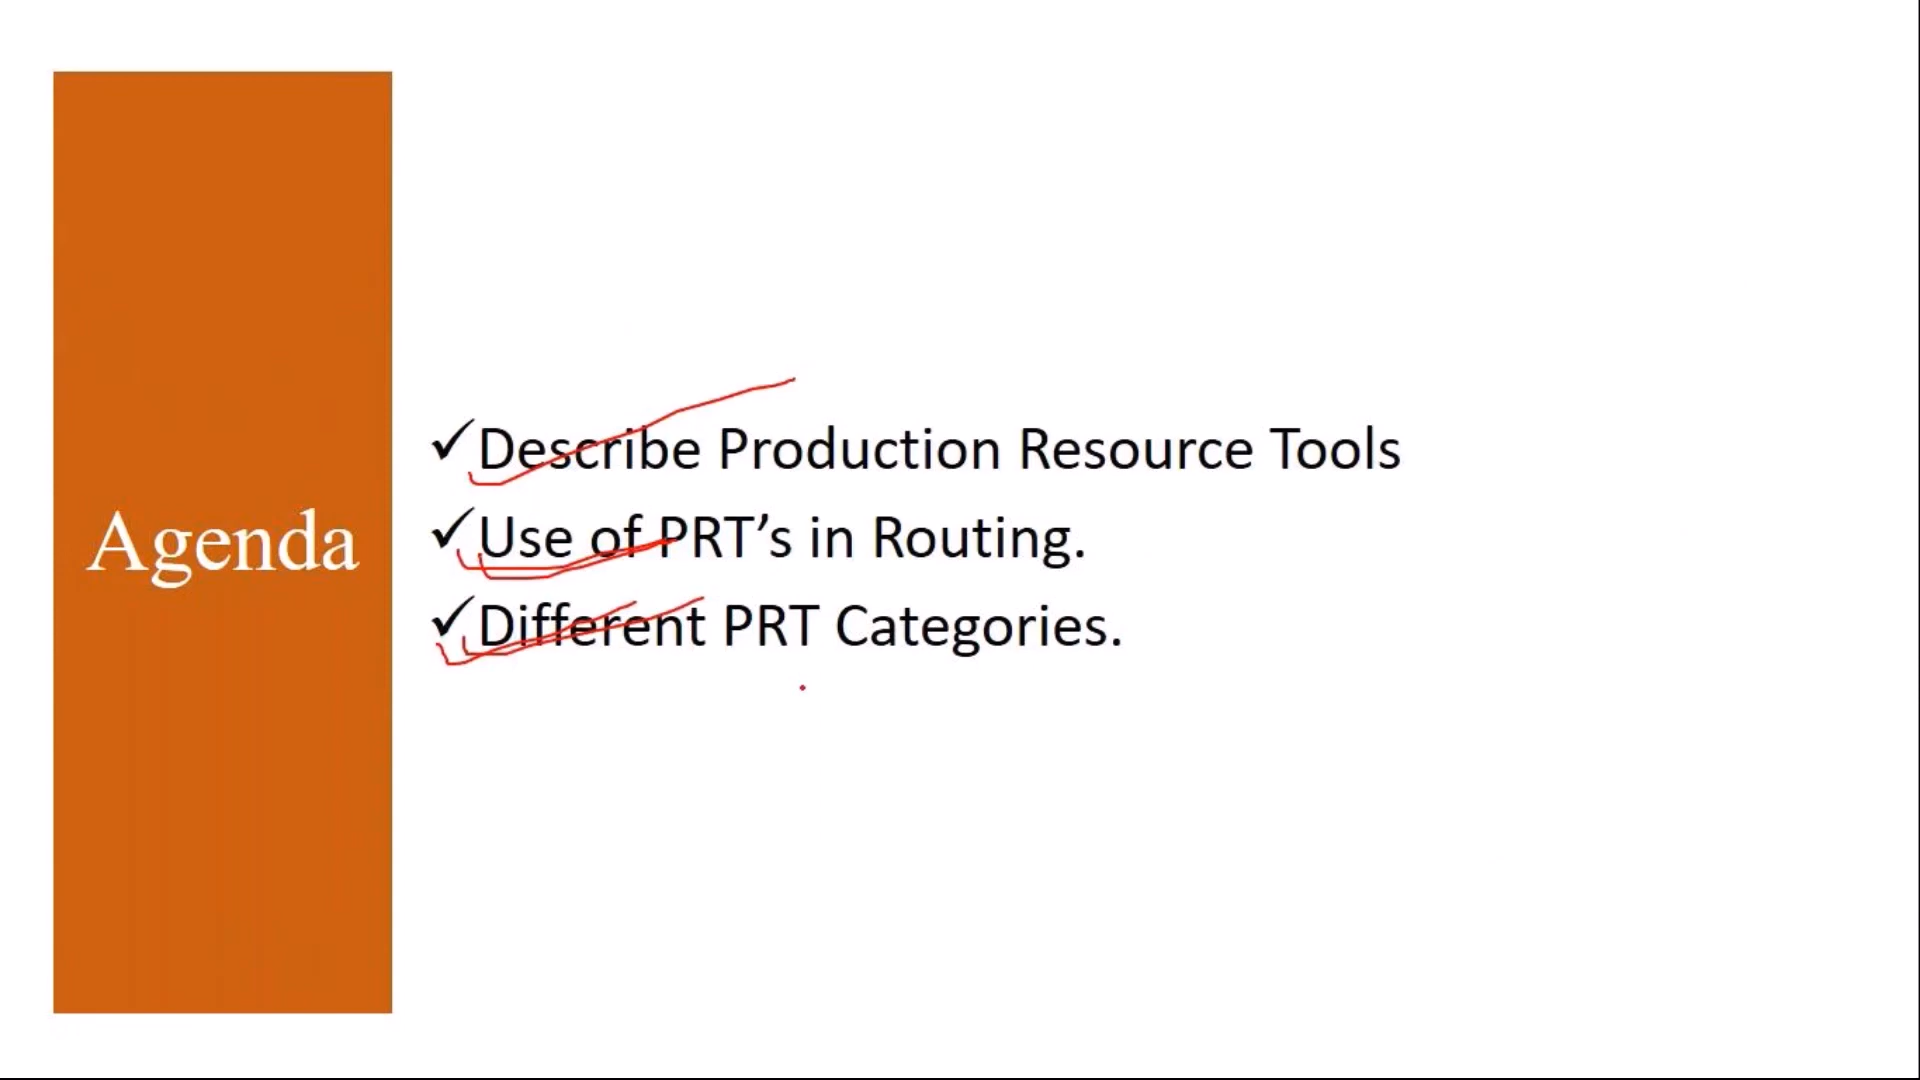 Agenda
✓Describe Production Resource Tools
✓Use of PRT’s in Routing.
✓Different PRT Categories.